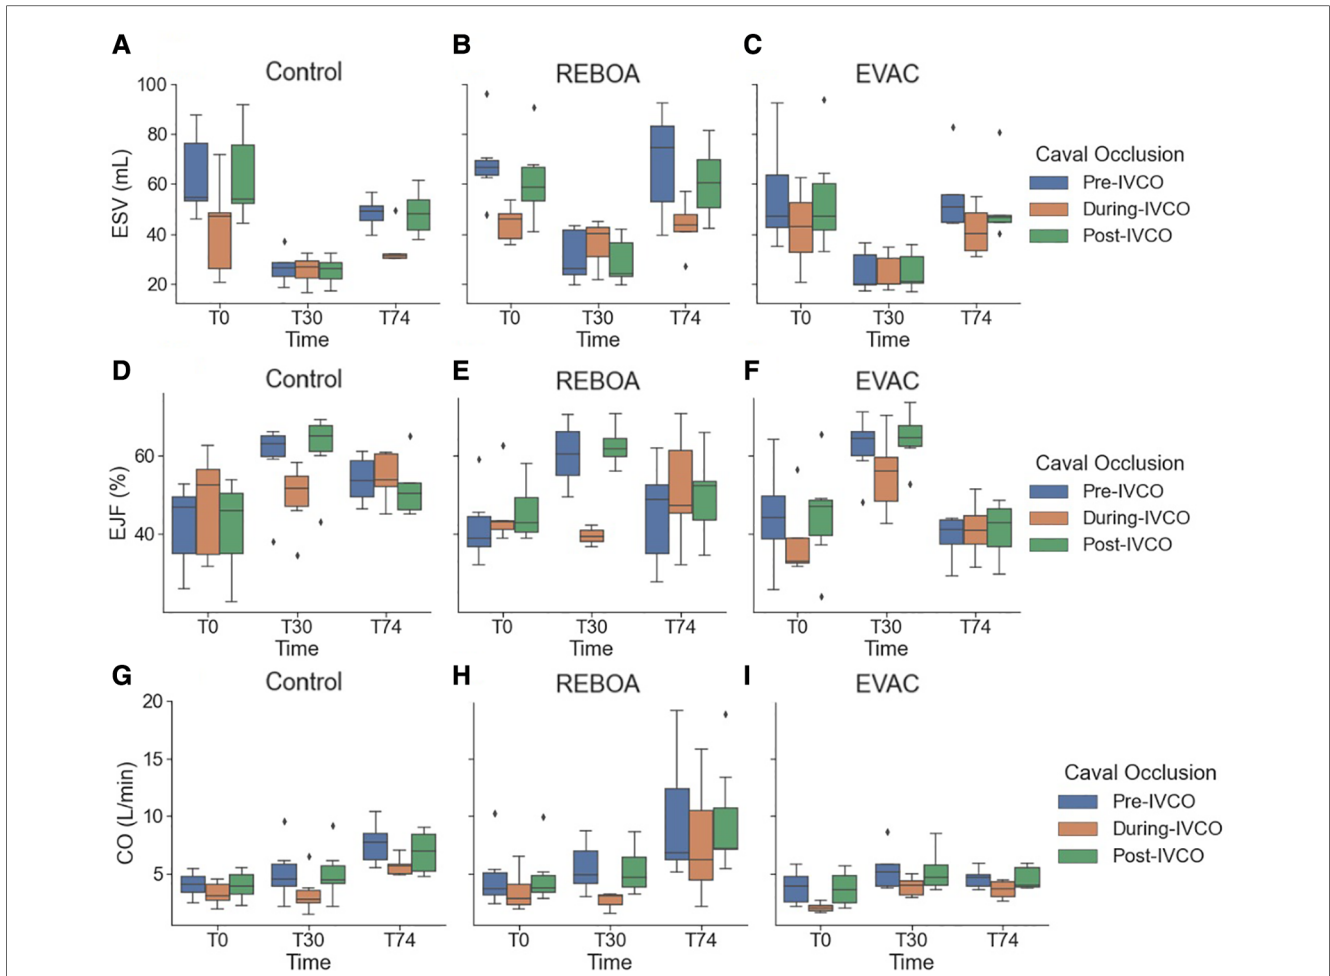 A
B
C
Control
REBOA
EVAC
100
80
60
40
20
ESV (mL)
T0 T30 T74
Time
T0 T30 T74
Time
T0 T30 T74
Time
Caval Occlusion
Pre-IVCO
During-IVCO
Post-IVCO
D
E
F
Control
REBOA
EVAC
60
40
EJF (%)
T0 T30 T74
Time
T0 T30 T74
Time
T0 T30 T74
Time
Caval Occlusion
Pre-IVCO
During-IVCO
Post-IVCO
G
H
I
Control
REBOA
EVAC
20
15
10
5
CO (L/min)
T0 T30 T74
Time
T0 T30 T74
Time
T0 T30 T74
Time
Caval Occlusion
Pre-IVCO
During-IVCO
Post-IVCO